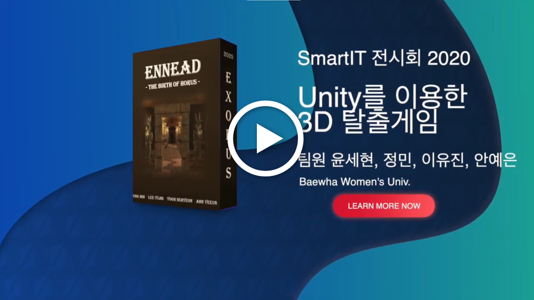 ENNEAD
- THE BIRTH OF HORUS -
EXODUS
SmartIT 전시회 2020
Unity를 이용한
3D 탈출게임
팀원 윤세현, 정민, 이유진, 안예은
Baewha Women's Univ.
LEARN MORE NOW